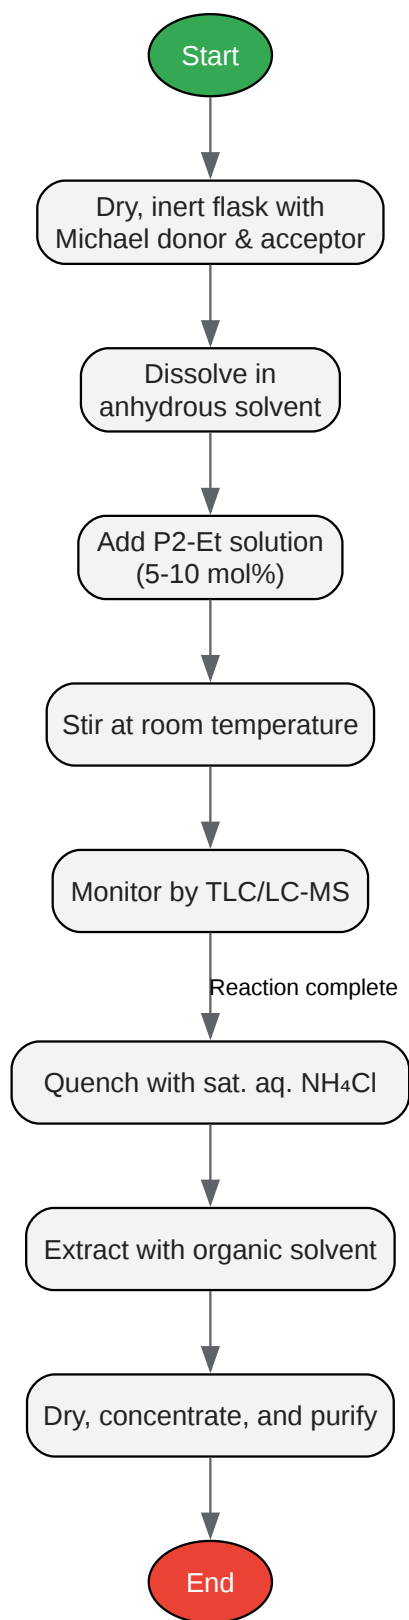 Start
Dry, inert flask with
Michael donor & acceptor
Dissolve in
anhydrous solvent
Add P2-Et solution
(5-10 mol%)
Stir at room temperature
Monitor by TLC/LC-MS
Reaction complete
Quench with sat. aq. NH₄Cl
Extract with organic solvent
Dry, concentrate, and purify
End